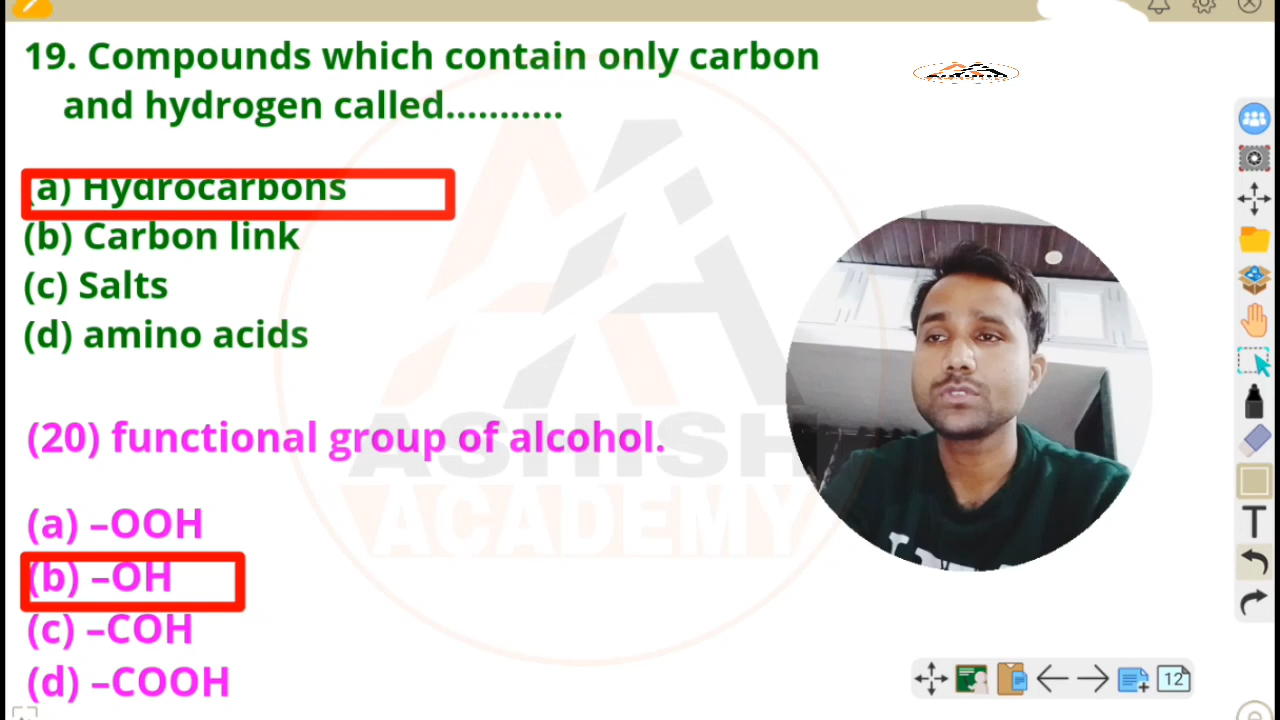 19. Compounds which contain only carbon
and hydrogen called...........
(a) Hydrocarbons
(b) Carbon link
(c) Salts
(d) amino acids
ASHISH
ACADEMY
(20) functional group of alcohol.
(a) –OOH
(b) –OH
(c) –COH
(d) –COOH
12